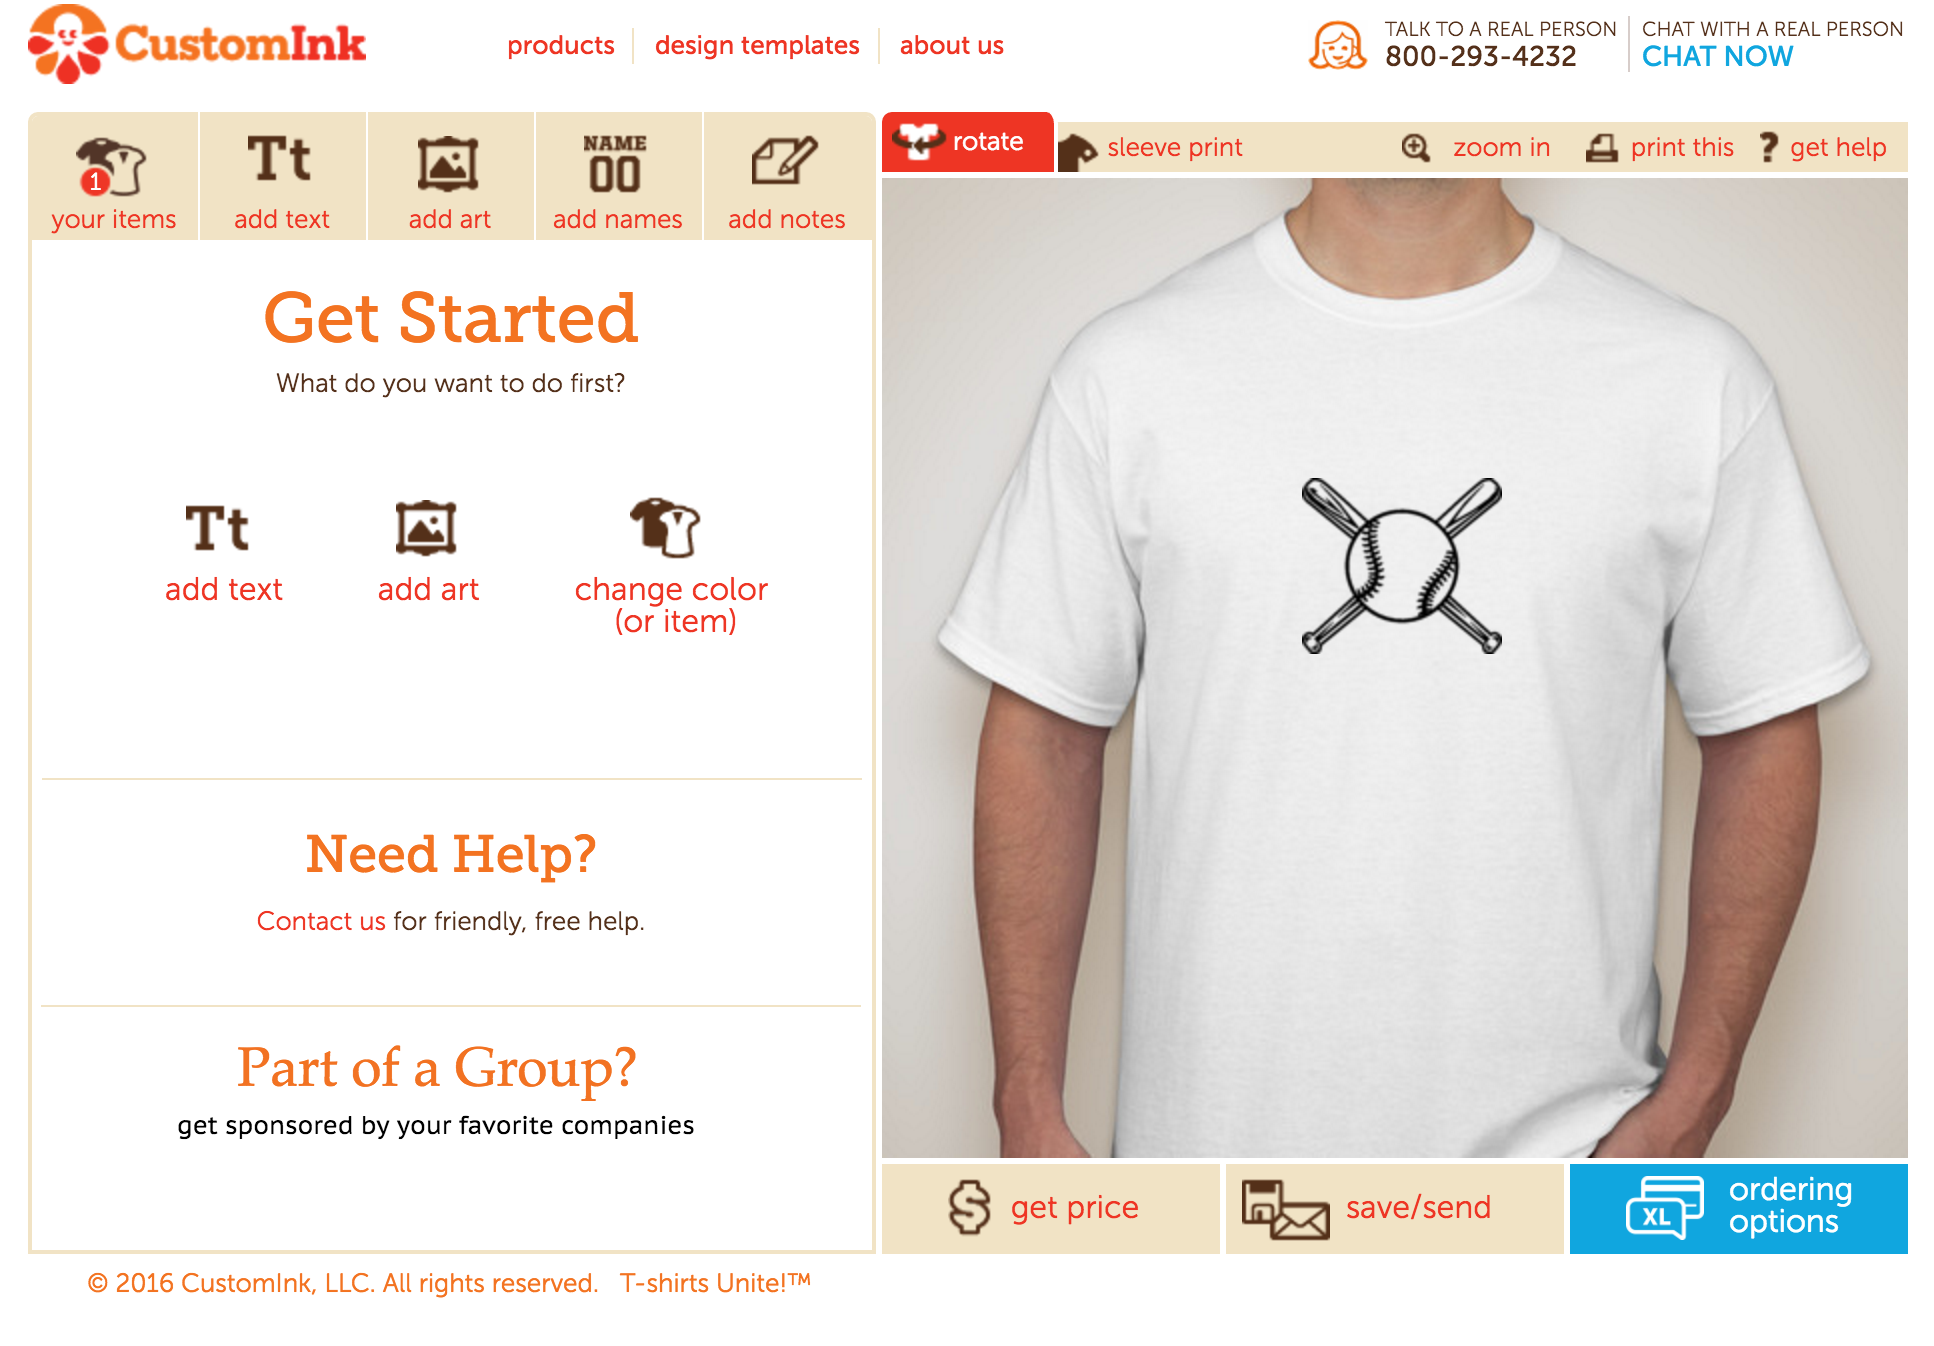 CustomInk
products
design templates
about us
TALK TO A REAL PERSON
800-293-4232
CHAT WITH A REAL PERSON
CHAT NOW
1
your items
Tt
add text
add art
NAME
00
add names
add notes
rotate
sleeve print
zoom in
print this
? get help
Get Started
What do you want to do first?
Tt
add text
add art
change color
(or item)
Need Help?
Contact us for friendly, free help.
Part of a Group?
get sponsored by your favorite companies
$ get price
save/send
XL
ordering
options
© 2016 CustomInk, LLC. All rights reserved. T-shirts Unite!™